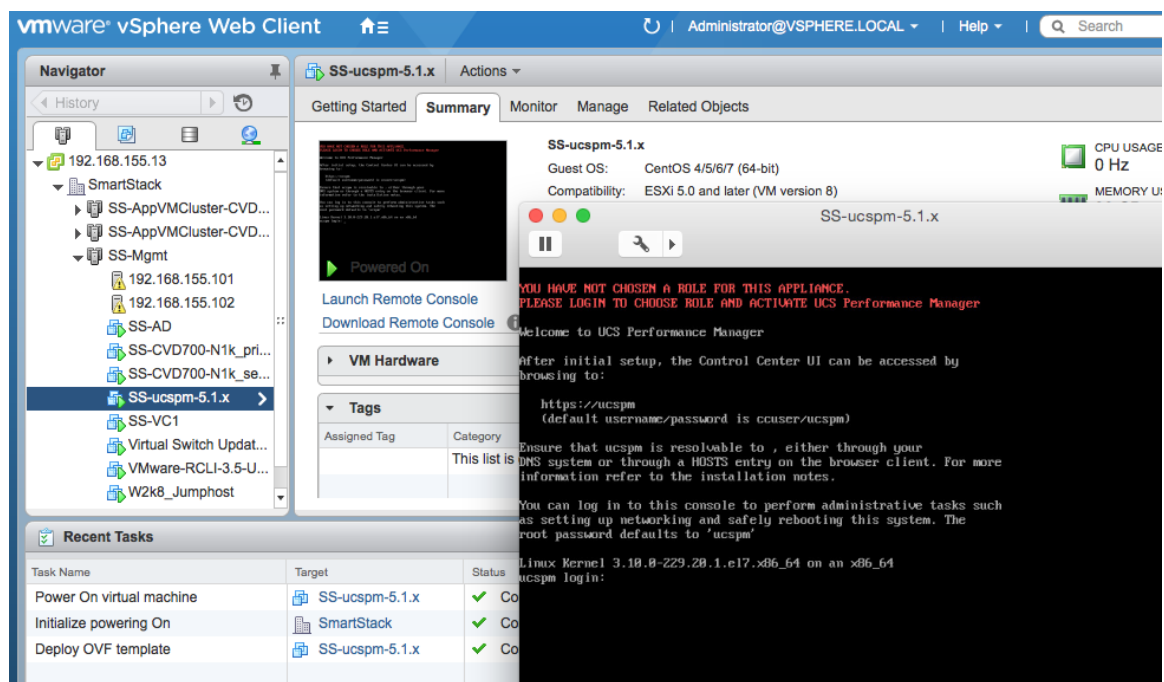 vmware® vSphere Web Client
Administrator@VSPHERE.LOCAL
Help
Search
Navigator
History
192.168.155.13
SmartStack
SS-AppVMCluster-CVD...
SS-AppVMCluster-CVD...
SS-Mgmt
192.168.155.101
192.168.155.102
SS-AD
SS-CVD700-N1k_pri...
SS-CVD700-N1k_se...
SS-ucspm-5.1.x
SS-VC1
Virtual Switch Updat...
VMware-RCLI-3.5-U...
W2k8_Jumphost
SS-ucspm-5.1.x Actions
Getting Started Summary Monitor Manage Related Objects
Powered On
Launch Remote Console
Download Remote Console
SS-ucspm-5.1.x
Guest OS: CentOS 4/5/6/7 (64-bit)
Compatibility: ESXi 5.0 and later (VM version 8)
CPU USAGE
0 Hz
MEMORY US
VM Hardware
Tags
Assigned Tag Category
This list is
SS-ucspm-5.1.x
YOU HAVE NOT CHOSEN A ROLE FOR THIS APPLIANCE.
PLEASE LOGIN TO CHOOSE ROLE AND ACTIVATE UCS Performance Manager
Welcome to UCS Performance Manager
After initial setup, the Control Center UI can be accessed by
browsing to:
https://ucspm
(default username/password is ccuser/ucspm)
Ensure that ucspm is resolvable to , either through your
DNS system or through a HOSTS entry on the browser client. For more
information refer to the installation notes.
You can log in to this console to perform administrative tasks such
as setting up networking and safely rebooting this system. The
root password defaults to 'ucspm'
Linux Kernel 3.10.0-229.20.1.el7.x86_64 on an x86_64
ucspm login:
Recent Tasks
Task Name Target Status
Power On virtual machine SS-ucspm-5.1.x Co
Initialize powering On SmartStack Co
Deploy OVF template SS-ucspm-5.1.x Co